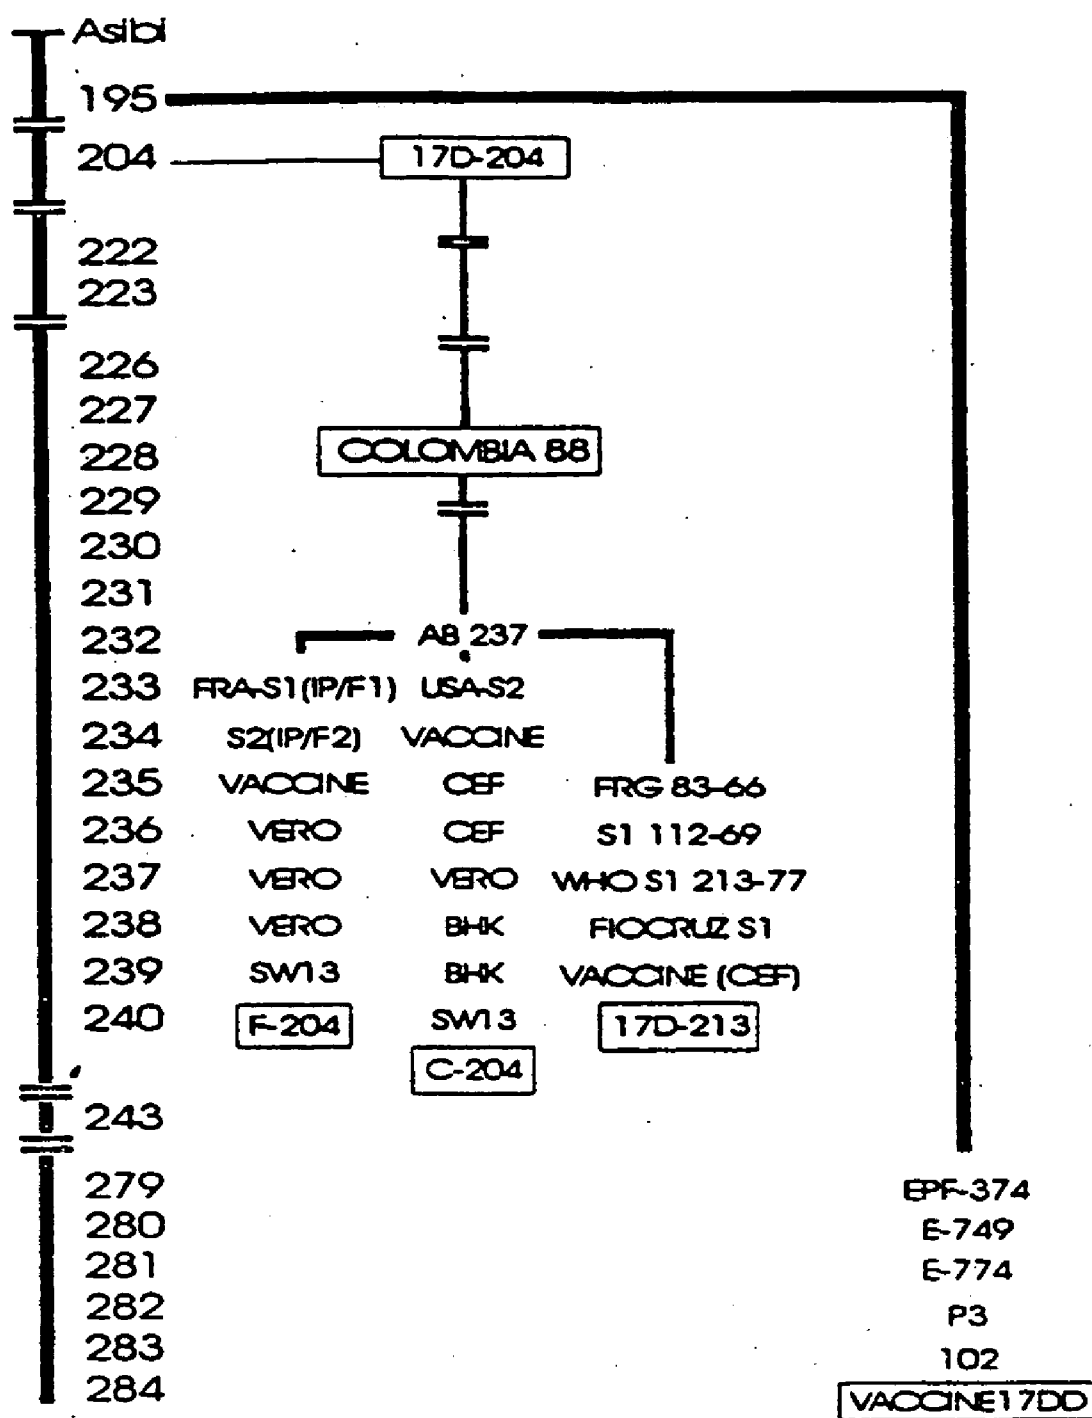 Asibi
195
204 17D-204
222
223
226
227
228 COLOMBIA 88
229
230
231
232 AB 237
233 FRA-S1(IP/F1) USA-S2
234 S2(IP/F2) VACCINE
235 VACCINE CEF FRG 83-66
236 VERO CEF S1 112-69
237 VERO VERO WHO S1 213-77
238 VERO BHK FIOCRUZ S1
239 SW13 BHK VACCINE (CEF)
240 F-204 SW13 17D-213
C-204
243
279 EPF-374
280 E-749
281 E-774
282 P3
283 102
284 VACCINE17DD